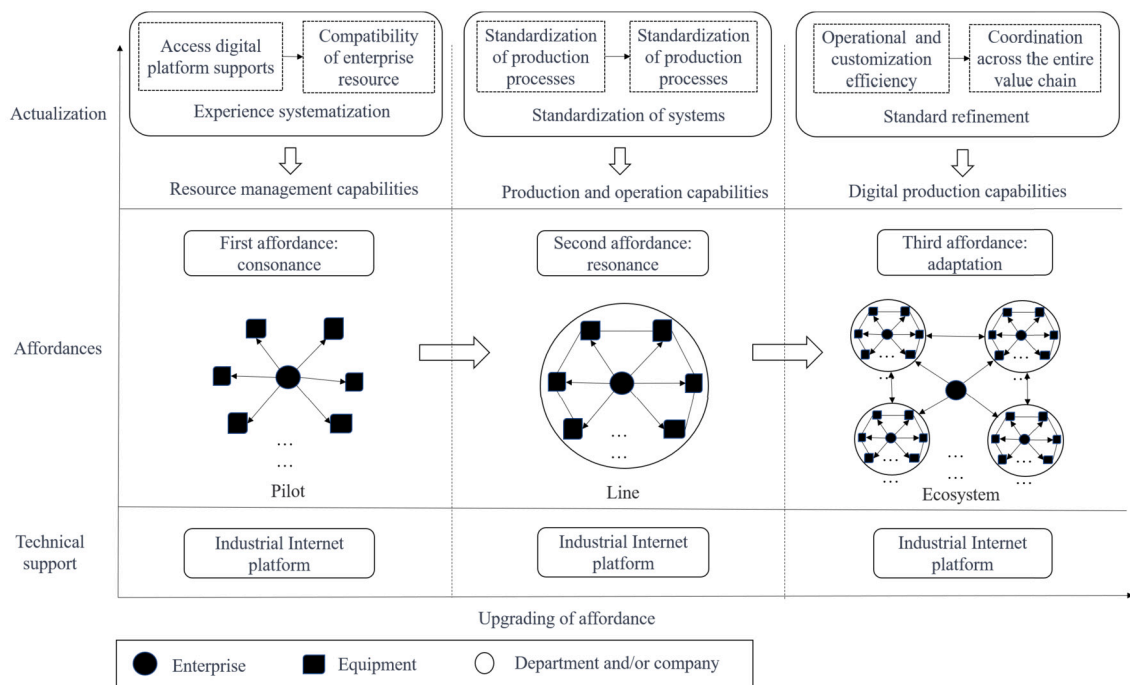 Actualization
Access digital
platform supports
Compatibility
of enterprise
resource
Experience systematization
Resource management capabilities
Standardization
of production
processes
Standardization
of production
processes
Standardization of systems
Production and operation capabilities
Operational and
customization
efficiency
Coordination
across the entire
value chain
Standard refinement
Digital production capabilities
Affordances
First affordance:
consonance
... 
...
Pilot
Second affordance:
resonance
...
...
Line
Third affordance:
adaptation
...
...
...
...
...
...
...
...
...
...
...
Ecosystem
Technical
support
Industrial Internet
platform
Industrial Internet
platform
Industrial Internet
platform
Upgrading of affordance
Enterprise
Equipment
Department and/or company